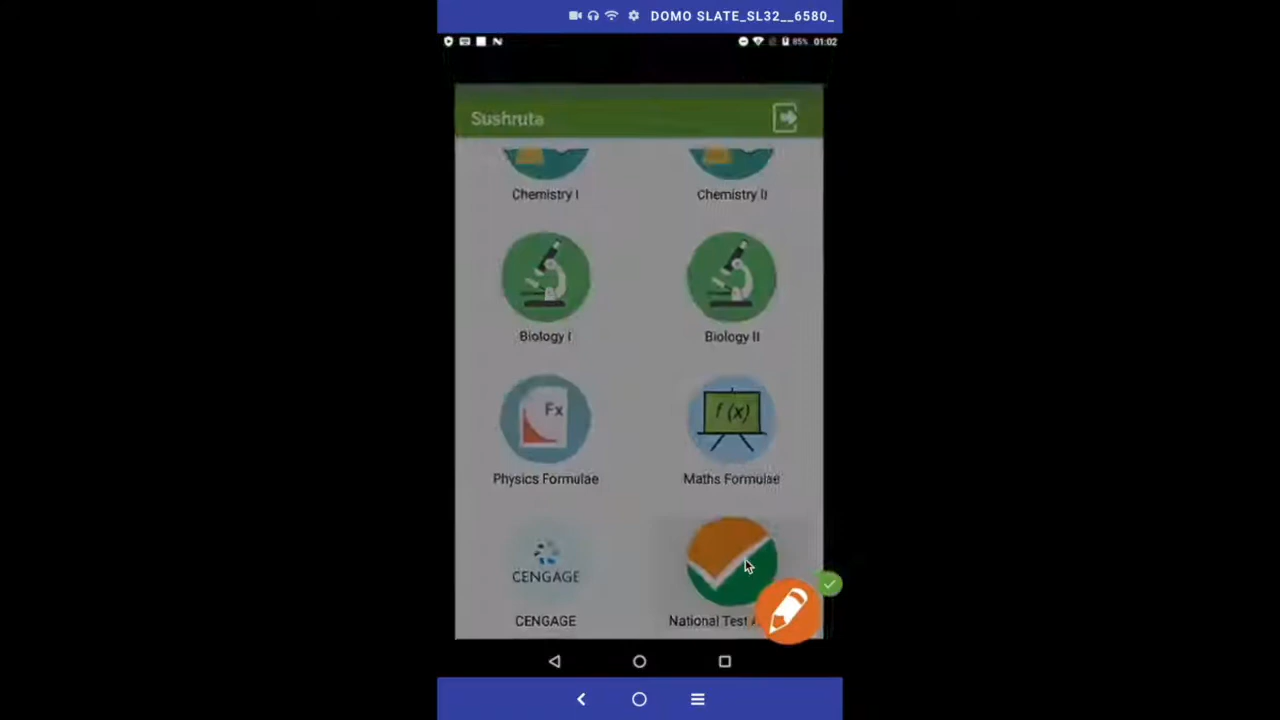 DOMO SLATE_SL32__6580_
85% 01:02
Sushruta
Chemistry I
Chemistry II
Biology I
Biology II
Fx
f (x)
Physics Formulae
Maths Formulae
CENGAGE
CENGAGE
National Test